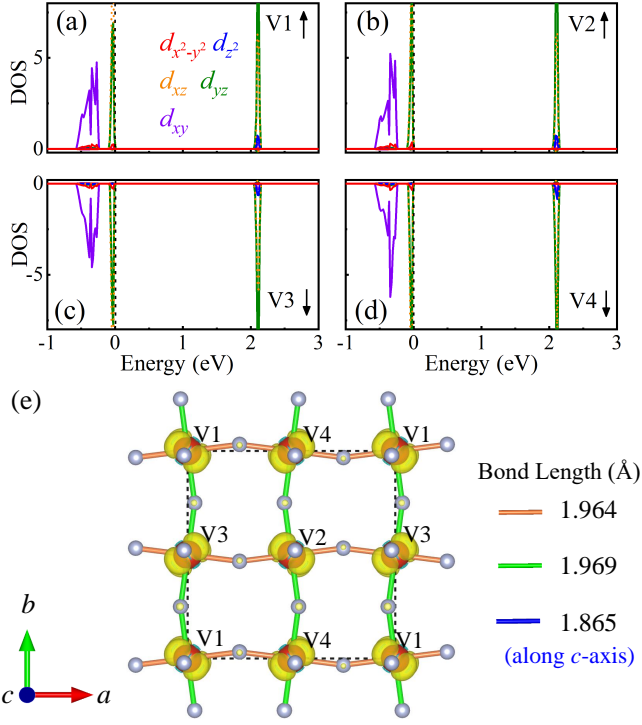 (a) V1
d_{x²-y²} d_{z²}
d_{xz} d_{yz}
d_{xy}
DOS
5
0
(b) V2
(c) V3
DOS
0
-5
(d) V4
-1 0 1 2 3
-1 0 1 2 3
Energy (eV)
Energy (eV)
(e)
V1 V4 V1
V3 V2 V3
V1 V4 V1
b
c a
Bond Length (Å)
1.964
1.969
1.865
(along c-axis)